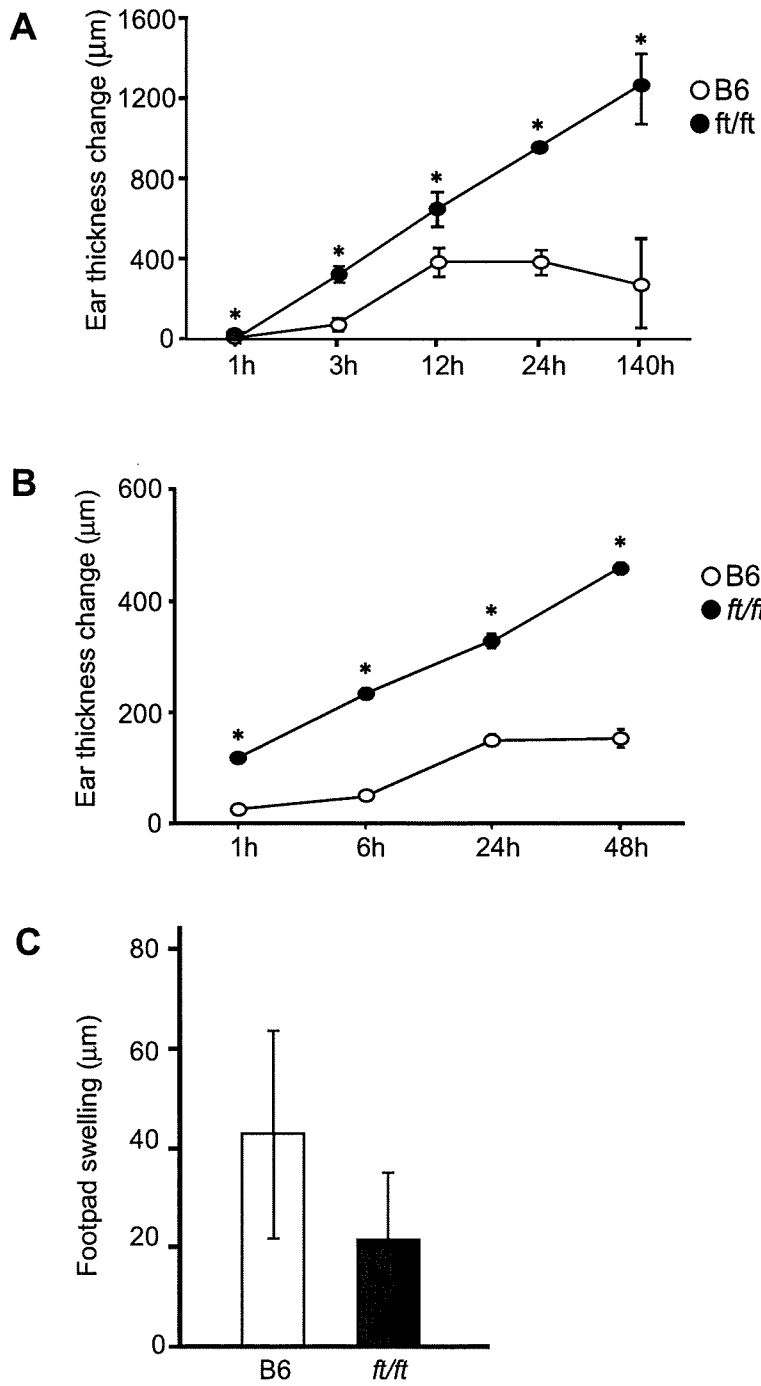 A
Ear thickness change (μm)
1600
1200
800
400
0
*
*
*
*
*
1h 3h 12h 24h 140h
B6
ft/ft
B
Ear thickness change (μm)
600
400
200
0
*
*
*
*
1h 6h 24h 48h
B6
ft/ft
C
Footpad swelling (μm)
80
60
40
20
0
B6 ft/ft